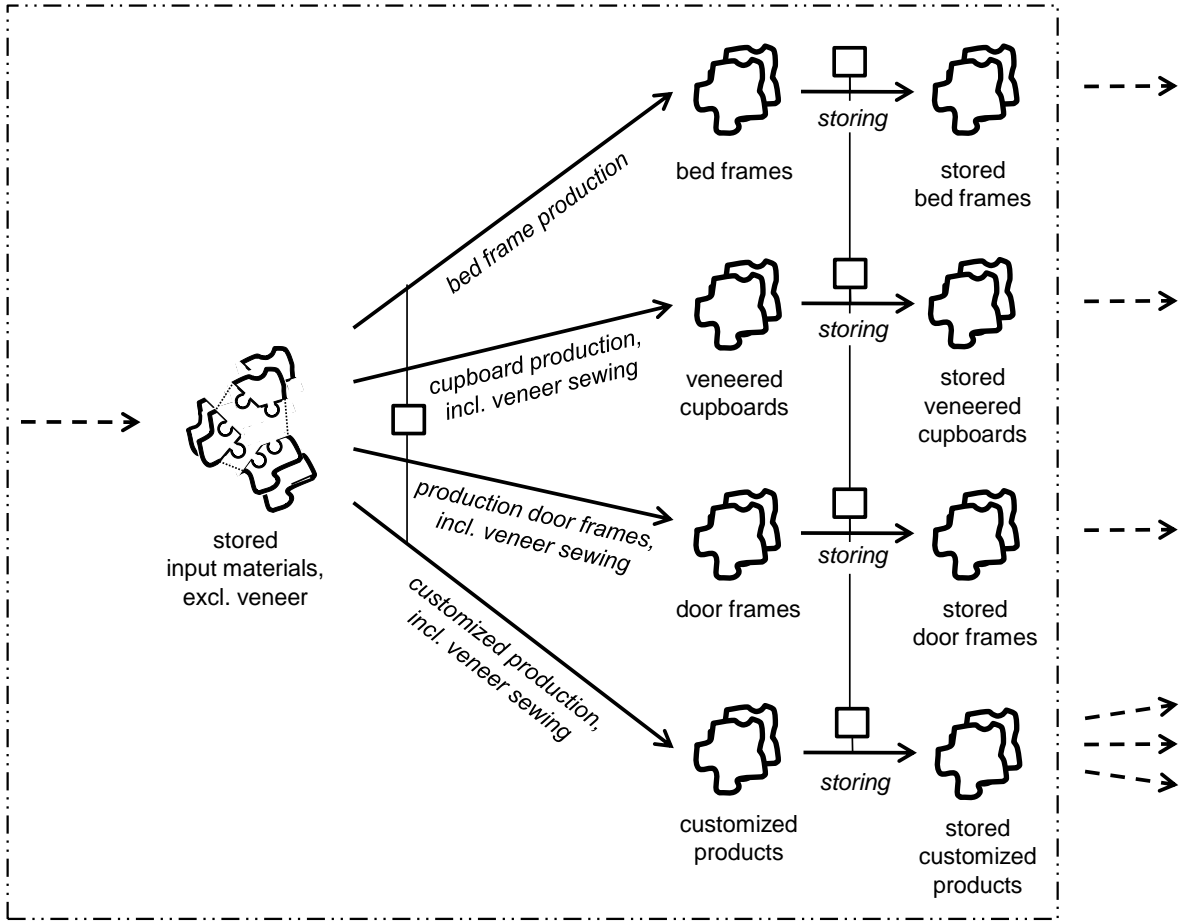 bed frames
storing
stored
bed frames
bed frame production
veneered
cupboards
storing
stored
veneered
cupboards
cupboard production,
incl. veneer sewing
stored
input materials,
excl. veneer
production door frames,
incl. veneer sewing
door frames
storing
stored
door frames
customized production,
incl. veneer sewing
customized
products
storing
stored
customized
products